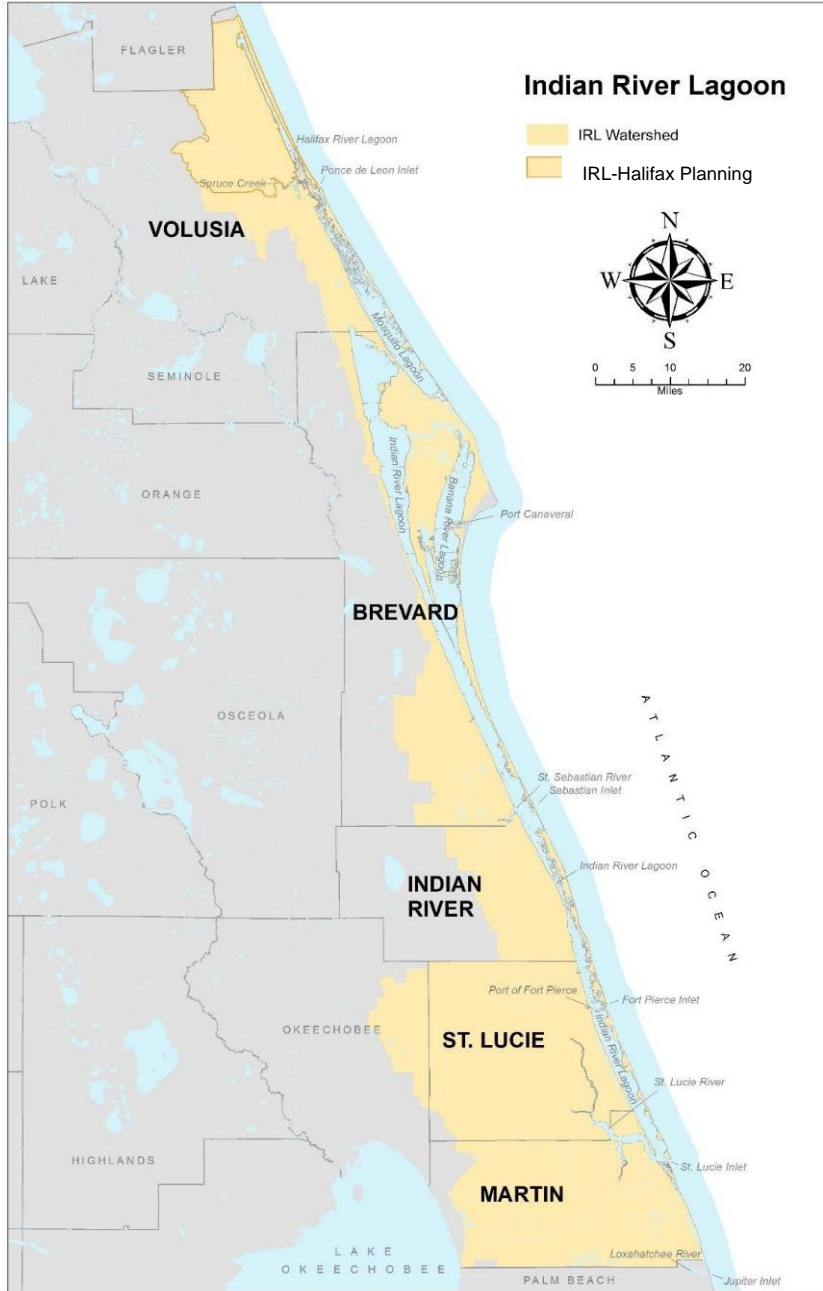 FLAGLER
Indian River Lagoon
IRL Watershed
IRL-Halifax Planning
Halifax River Lagoon
Ponce de Leon Inlet
Spruce Creek
VOLUSIA
N
W
E
S
LAKE
0 5 10 20
Miles
Mosquito Lagoon
SEMINOLE
Indian River Lagoon
Banana River Lagoon
ORANGE
Port Canaveral
BREVARD
OSCEOLA
ATLANTIC OCEAN
St. Sebastian River
Sebastian Inlet
POLK
Indian River Lagoon
INDIAN
RIVER
Port of Fort Pierce
Fort Pierce Inlet
OKEECHOBEE
ST. LUCIE
Indian River Lagoon
St. Lucie River
HIGHLANDS
St. Lucie Inlet
MARTIN
LAKE
OKEECHOBEE
Loxahatchee River
PALM BEACH
Jupiter Inlet